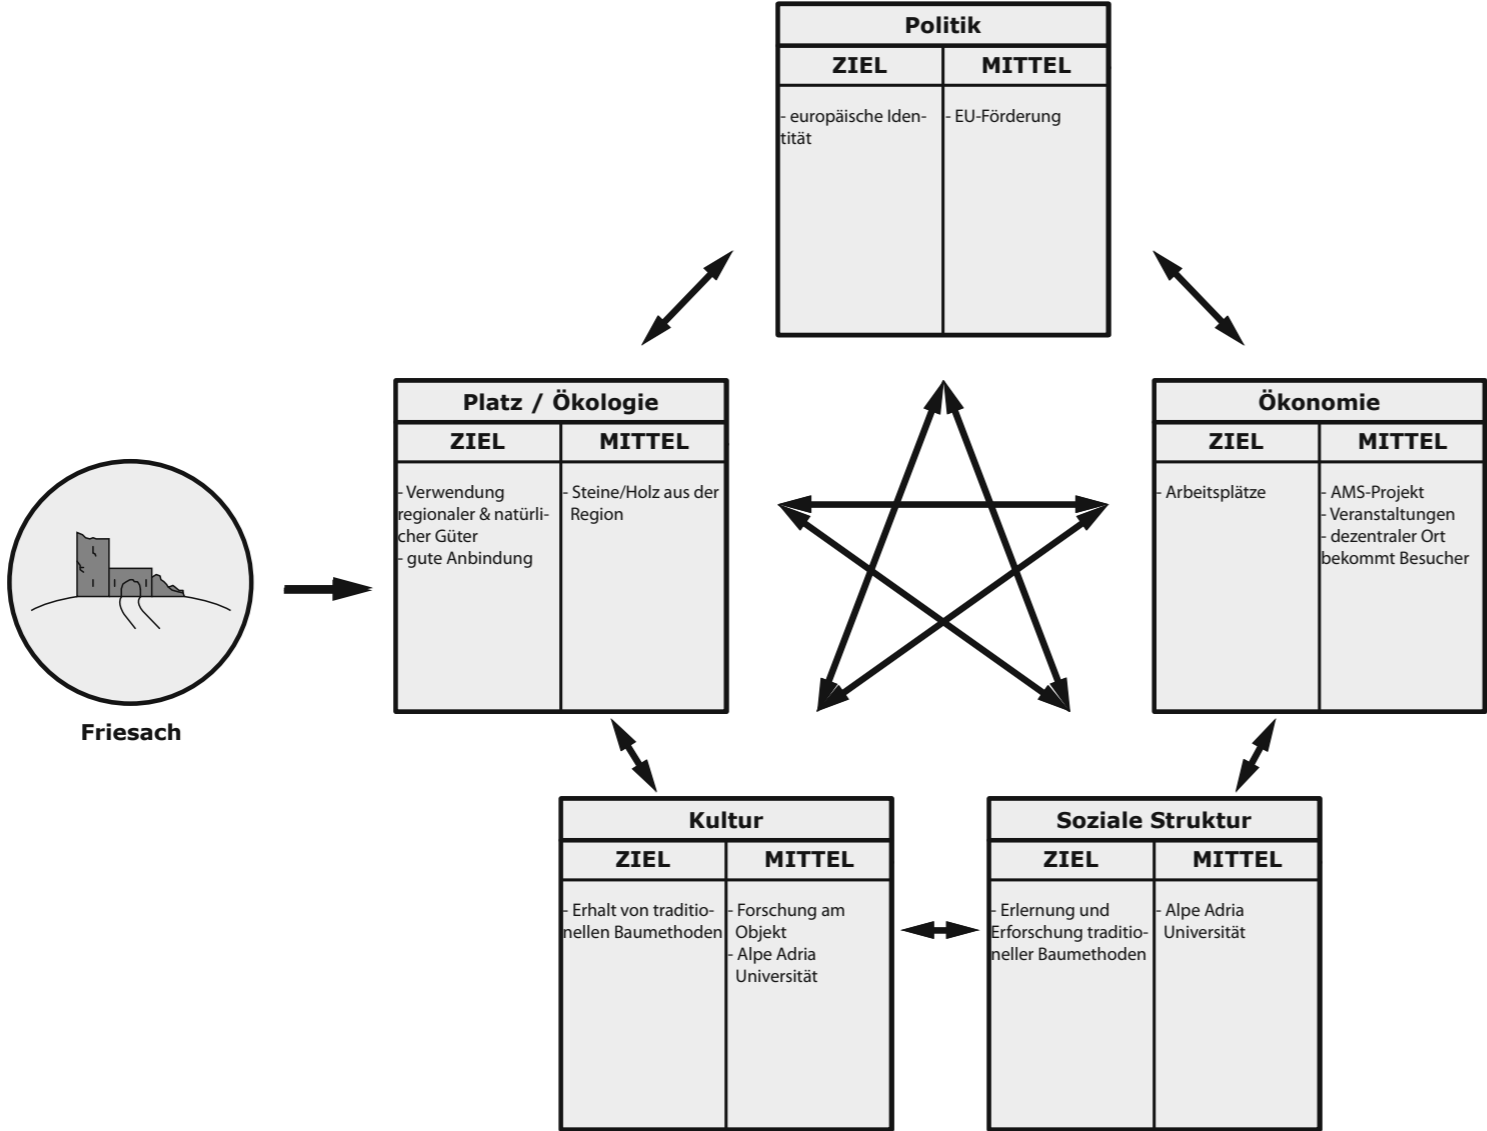 Politik
ZIEL
MITTEL
- europäische Iden-
tität
- EU-Förderung
Platz / Ökologie
ZIEL
MITTEL
- Verwendung
regionaler & natürli-
cher Güter
- gute Anbindung
- Steine/Holz aus der
Region
Ökonomie
ZIEL
MITTEL
- Arbeitsplätze
- AMS-Projekt
- Veranstaltungen
- dezentraler Ort
bekommt Besucher
Friesach
Kultur
ZIEL
MITTEL
- Erhalt von traditio-
nellen Baumethoden
- Forschung am
Objekt
- Alpe Adria
Universität
Soziale Struktur
ZIEL
MITTEL
- Erlernung und
Erforschung traditio-
neller Baumethoden
- Alpe Adria
Universität